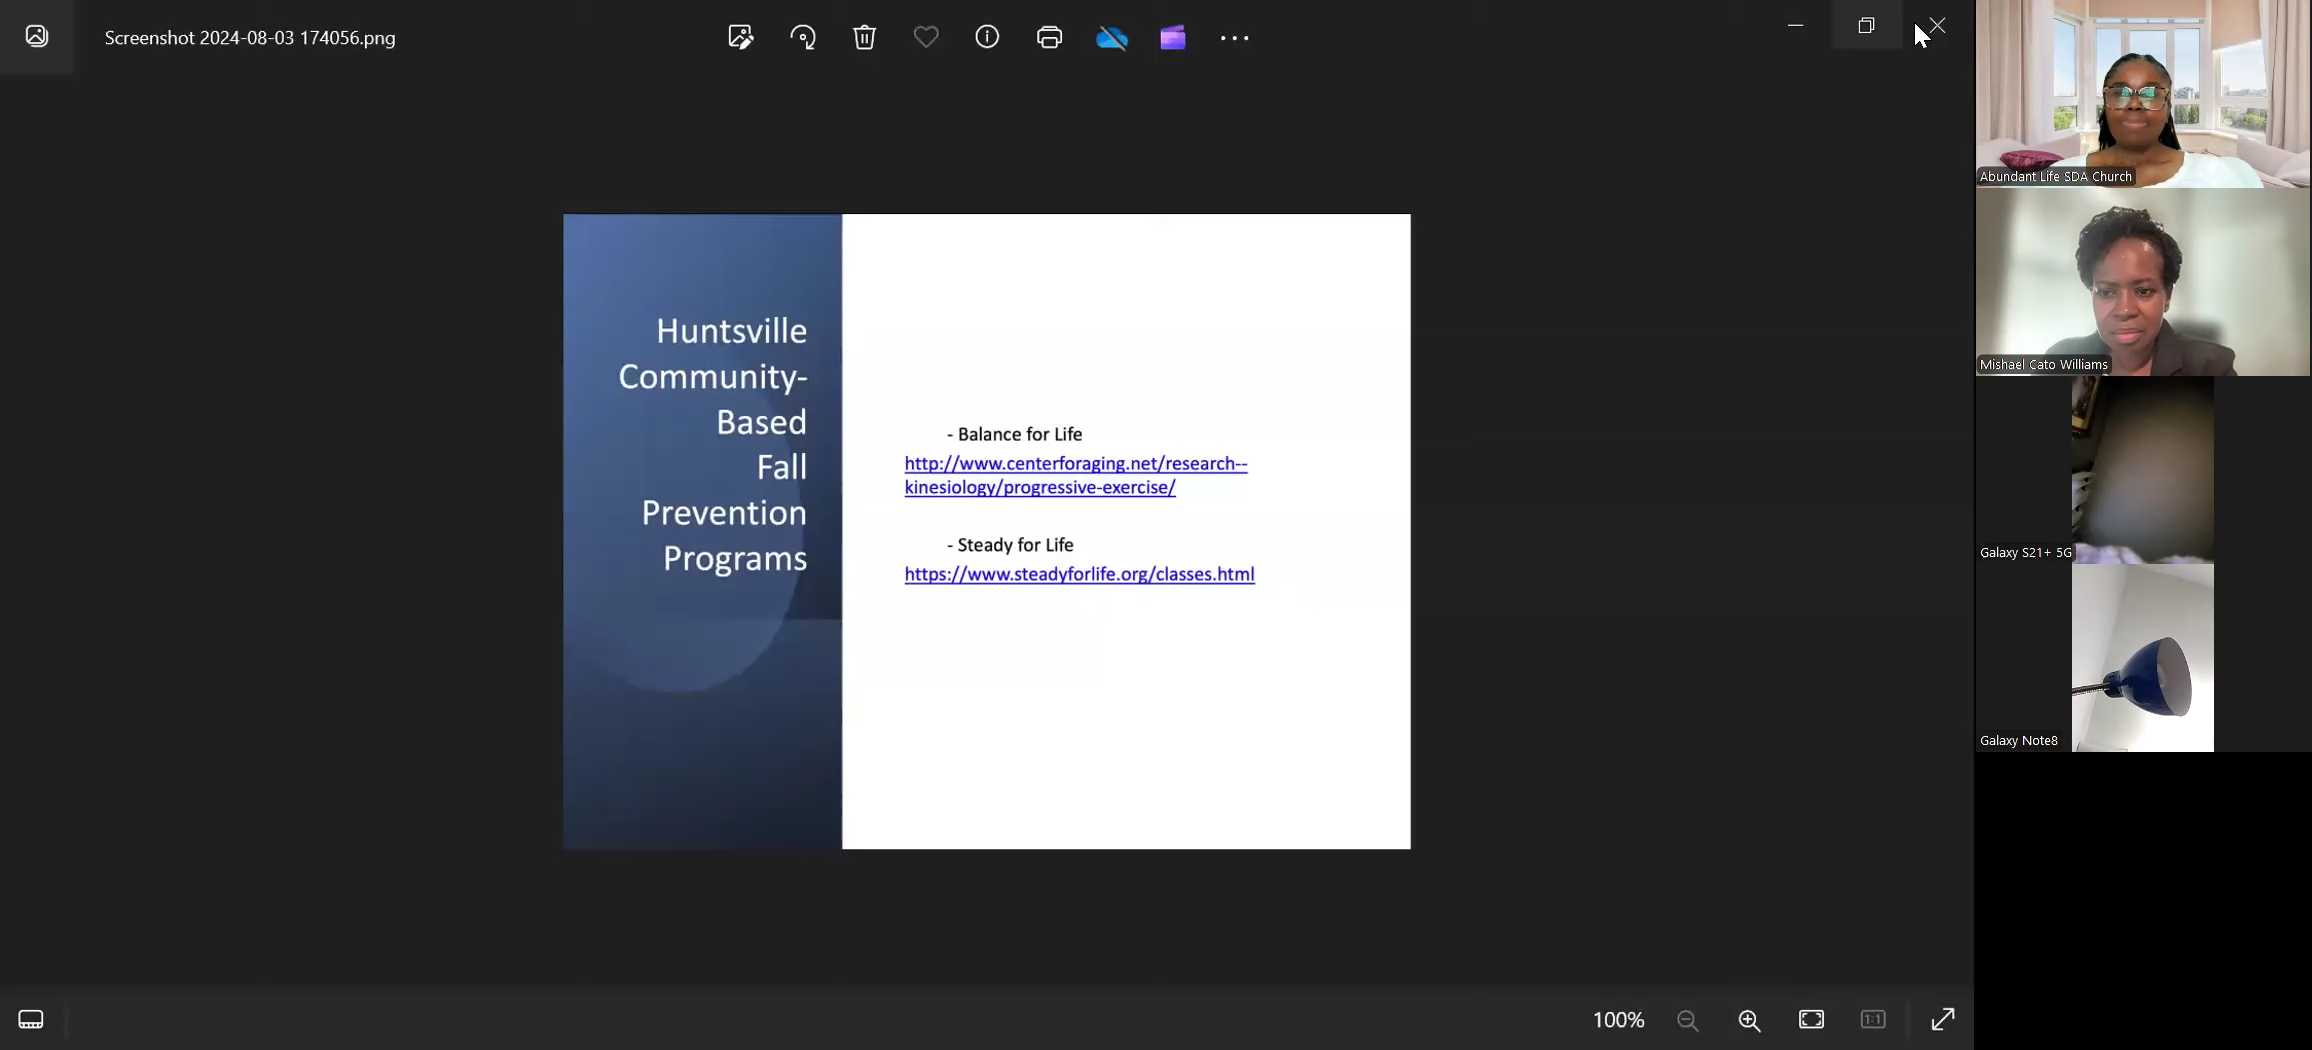 Screenshot 2024-08-03 174056.png
Huntsville
Community-
Based
Fall
Prevention
Programs
- Balance for Life
http://www.centerforaging.net/research--
kinesiology/progressive-exercise/
- Steady for Life
https://www.steadyforlife.org/classes.html
Abundant Life SDA Church
Mishael Cato Williams
Galaxy S21+ 5G
Galaxy Note8
100%
1:1